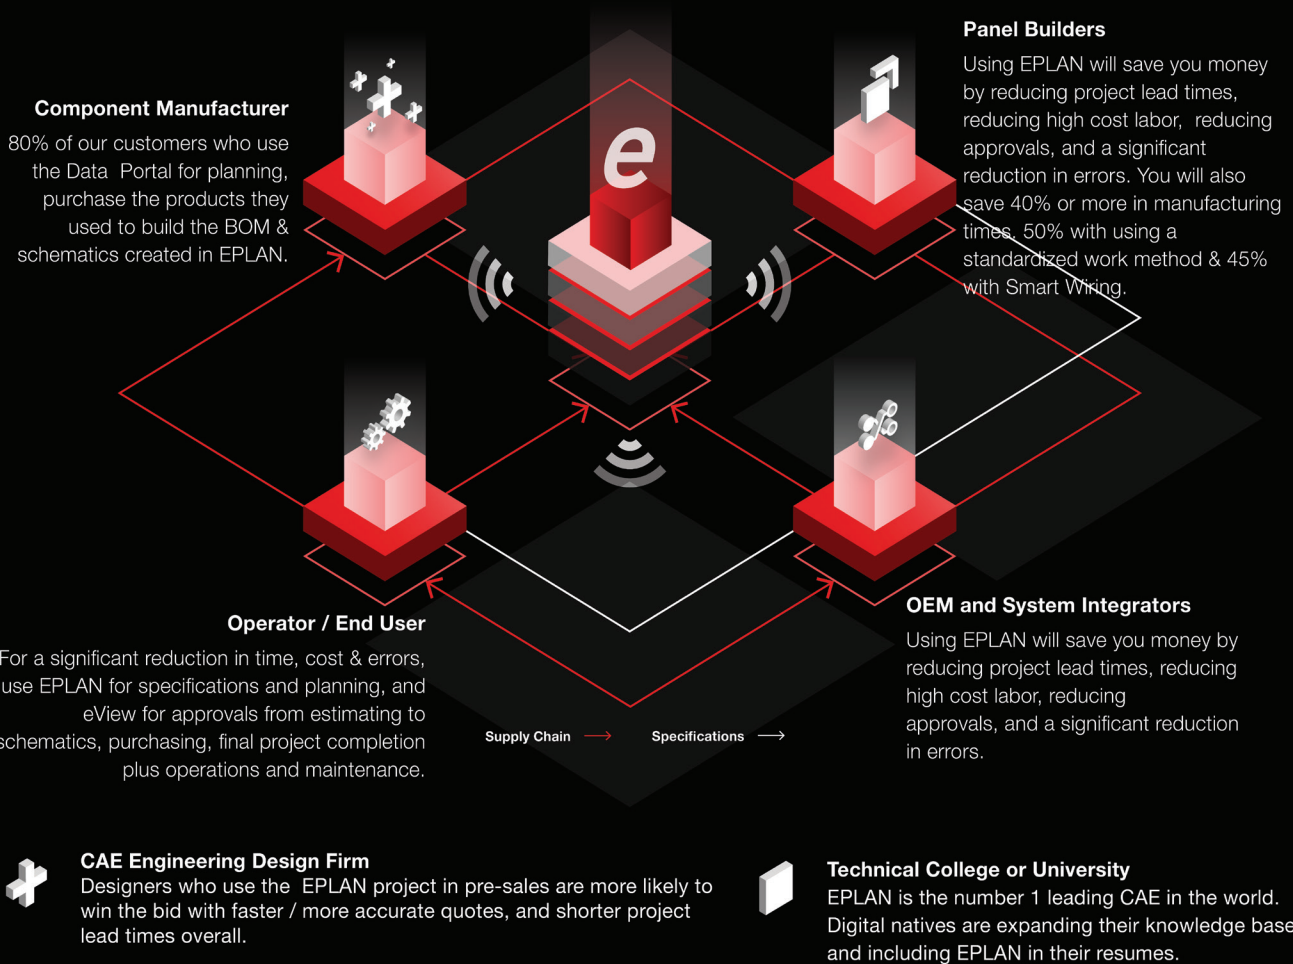 Component Manufacturer
80% of our customers who use
the Data Portal for planning,
purchase the products they
used to build the BOM &
schematics created in EPLAN.
e
Panel Builders
Using EPLAN will save you money
by reducing project lead times,
reducing high cost labor, reducing
approvals, and a significant
reduction in errors. You will also
save 40% or more in manufacturing
times. 50% with using a
standardized work method & 45%
with Smart Wiring.
Operator / End User
For a significant reduction in time, cost & errors,
use EPLAN for specifications and planning, and
eView for approvals from estimating to
schematics, purchasing, final project completion
plus operations and maintenance.
Supply Chain
Specifications
OEM and System Integrators
Using EPLAN will save you money by
reducing project lead times, reducing
high cost labor, reducing
approvals, and a significant reduction
in errors.
CAE Engineering Design Firm
Designers who use the EPLAN project in pre-sales are more likely to
win the bid with faster / more accurate quotes, and shorter project
lead times overall.
Technical College or University
EPLAN is the number 1 leading CAE in the world.
Digital natives are expanding their knowledge base
and including EPLAN in their resumes.